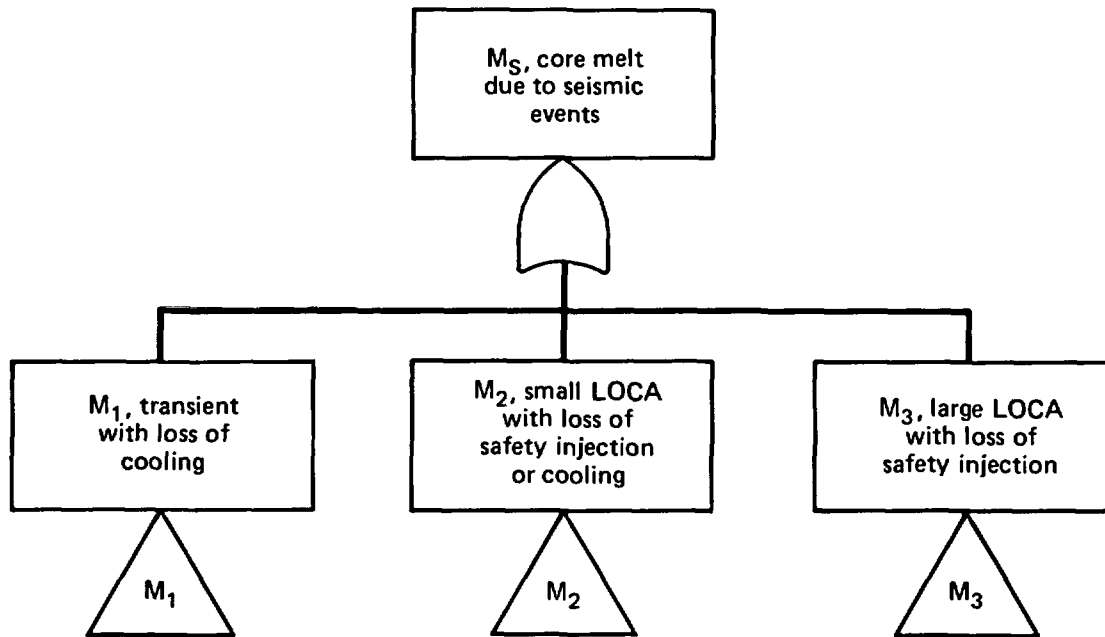 M_S, core melt
due to seismic
events
M_1, transient
with loss of
cooling
M_2, small LOCA
with loss of
safety injection
or cooling
M_3, large LOCA
with loss of
safety injection
M_1
M_2
M_3